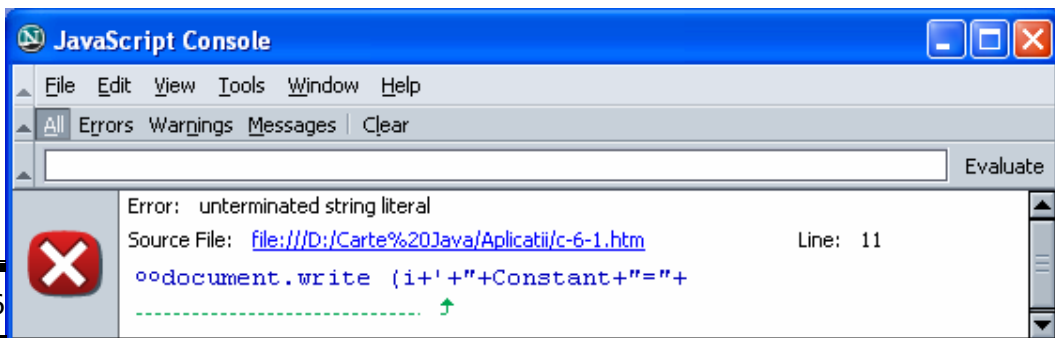 JavaScript Console
File Edit View Tools Window Help
All Errors Warnings Messages Clear
Evaluate
Error: unterminated string literal
Source File: file:///D:/Carte%20Java/Aplicatii/c-6-1.htm Line: 11
°°document.write (i+'+"+Constant+"="+